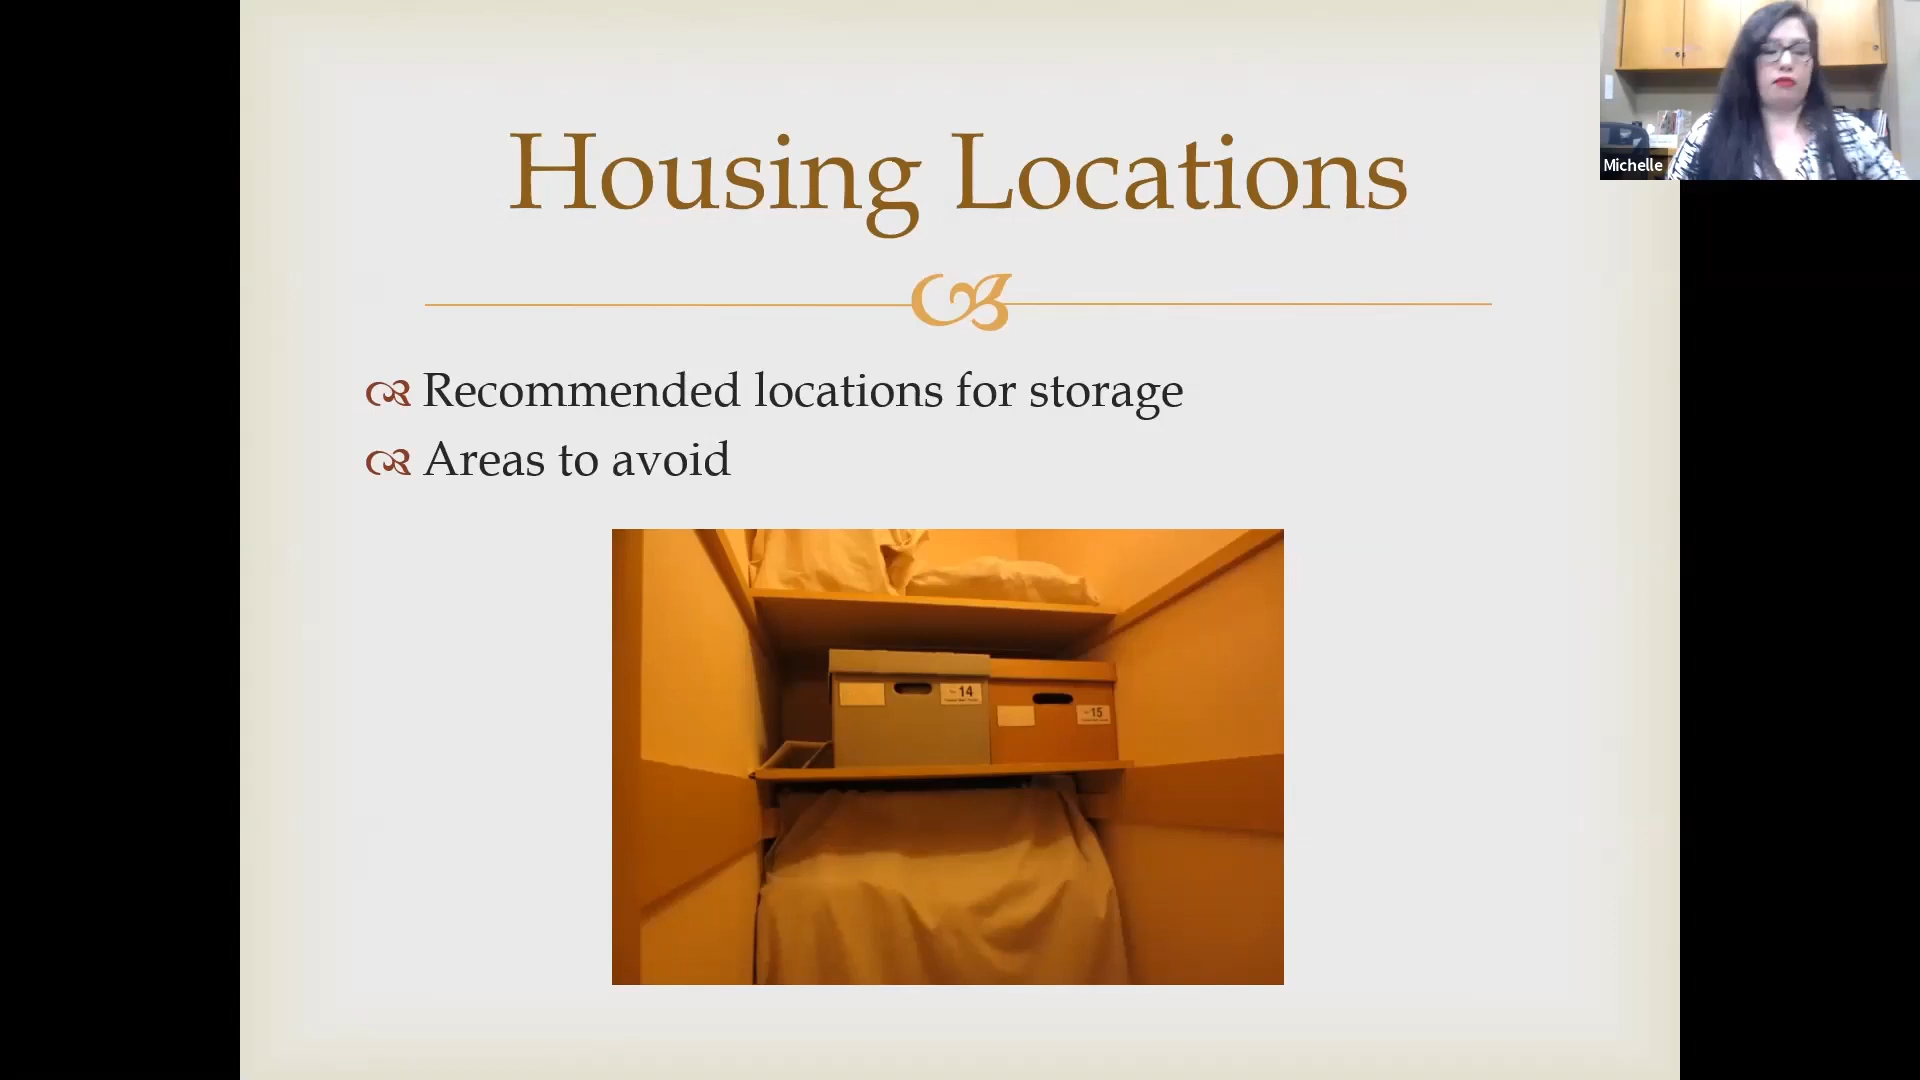 Housing Locations
Recommended locations for storage
Areas to avoid
14
15
Michelle